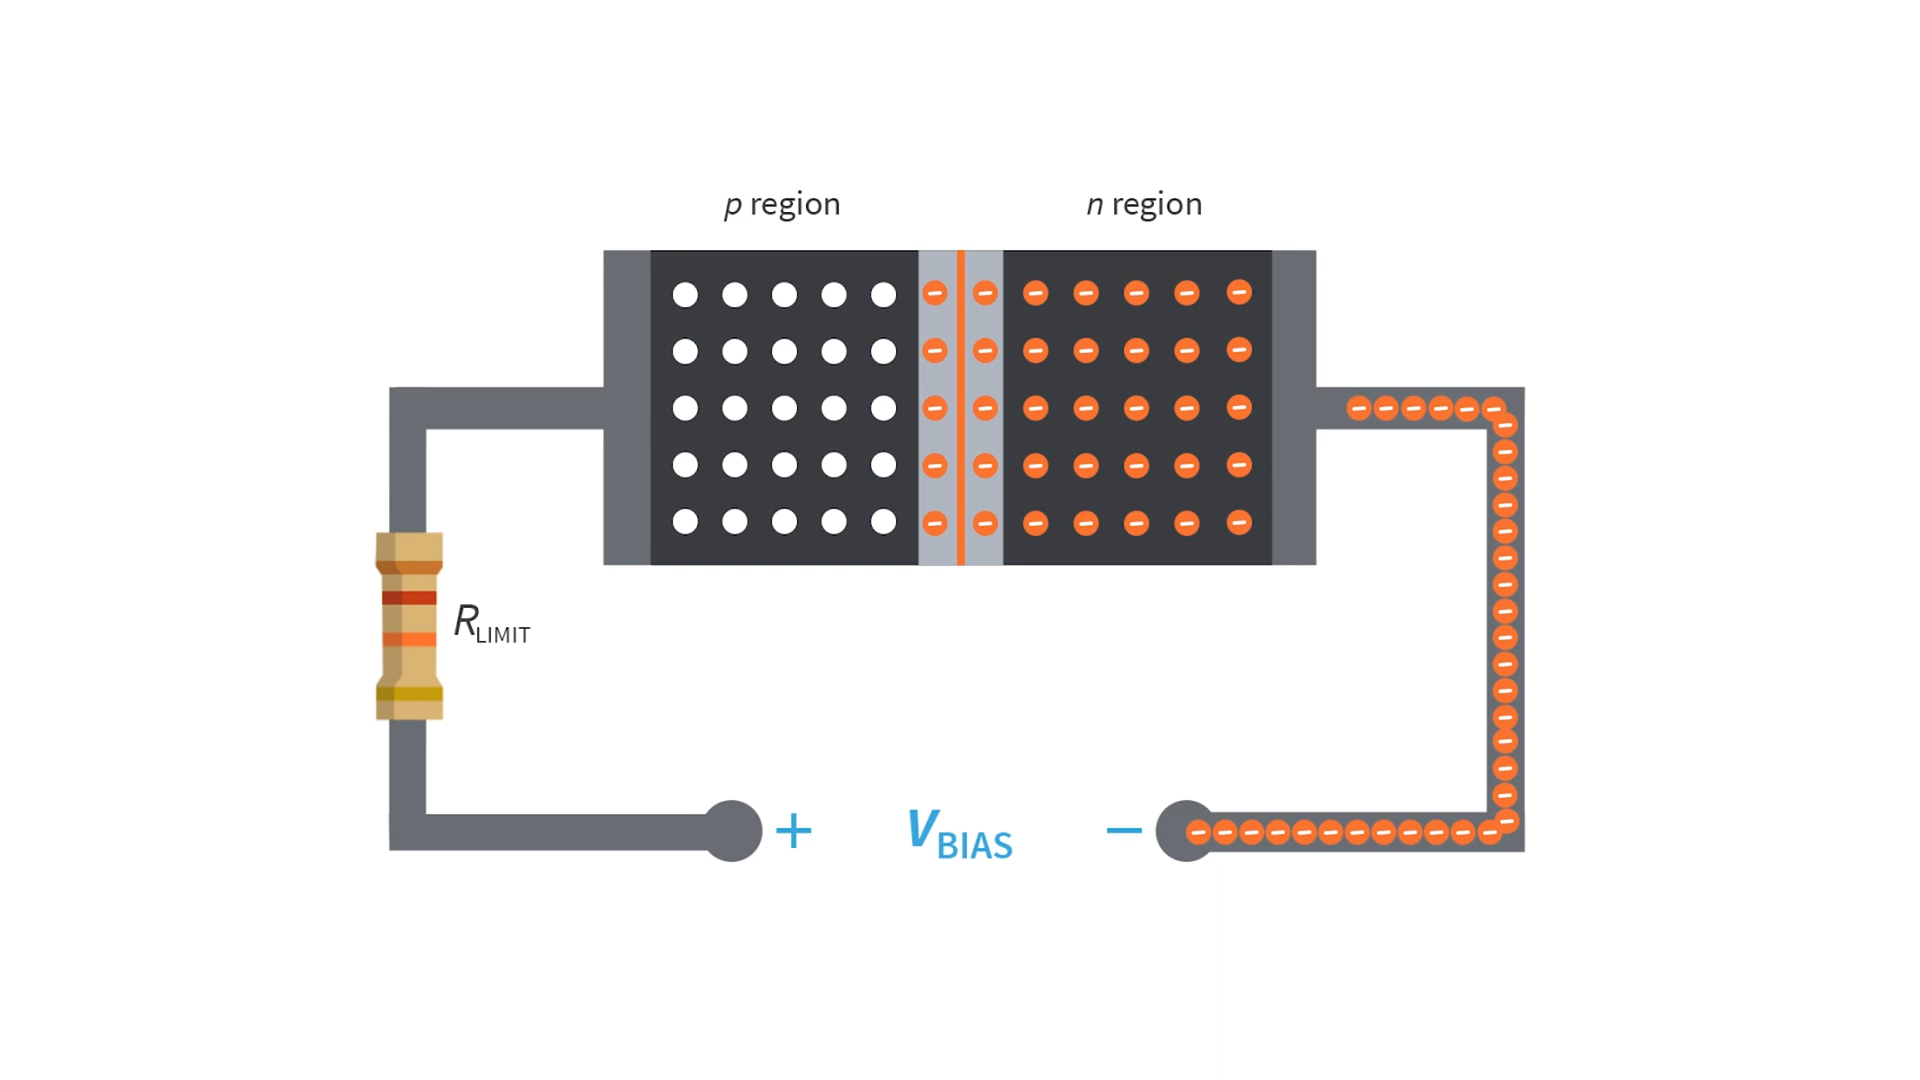 p region
n region
RLIMIT
+ VBIAS −